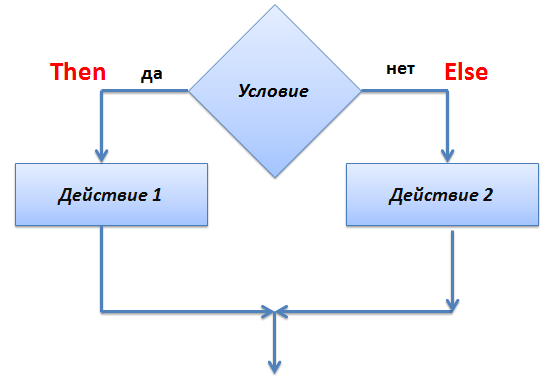 Then
да
Условие
нет
Else
Действие 1
Действие 2